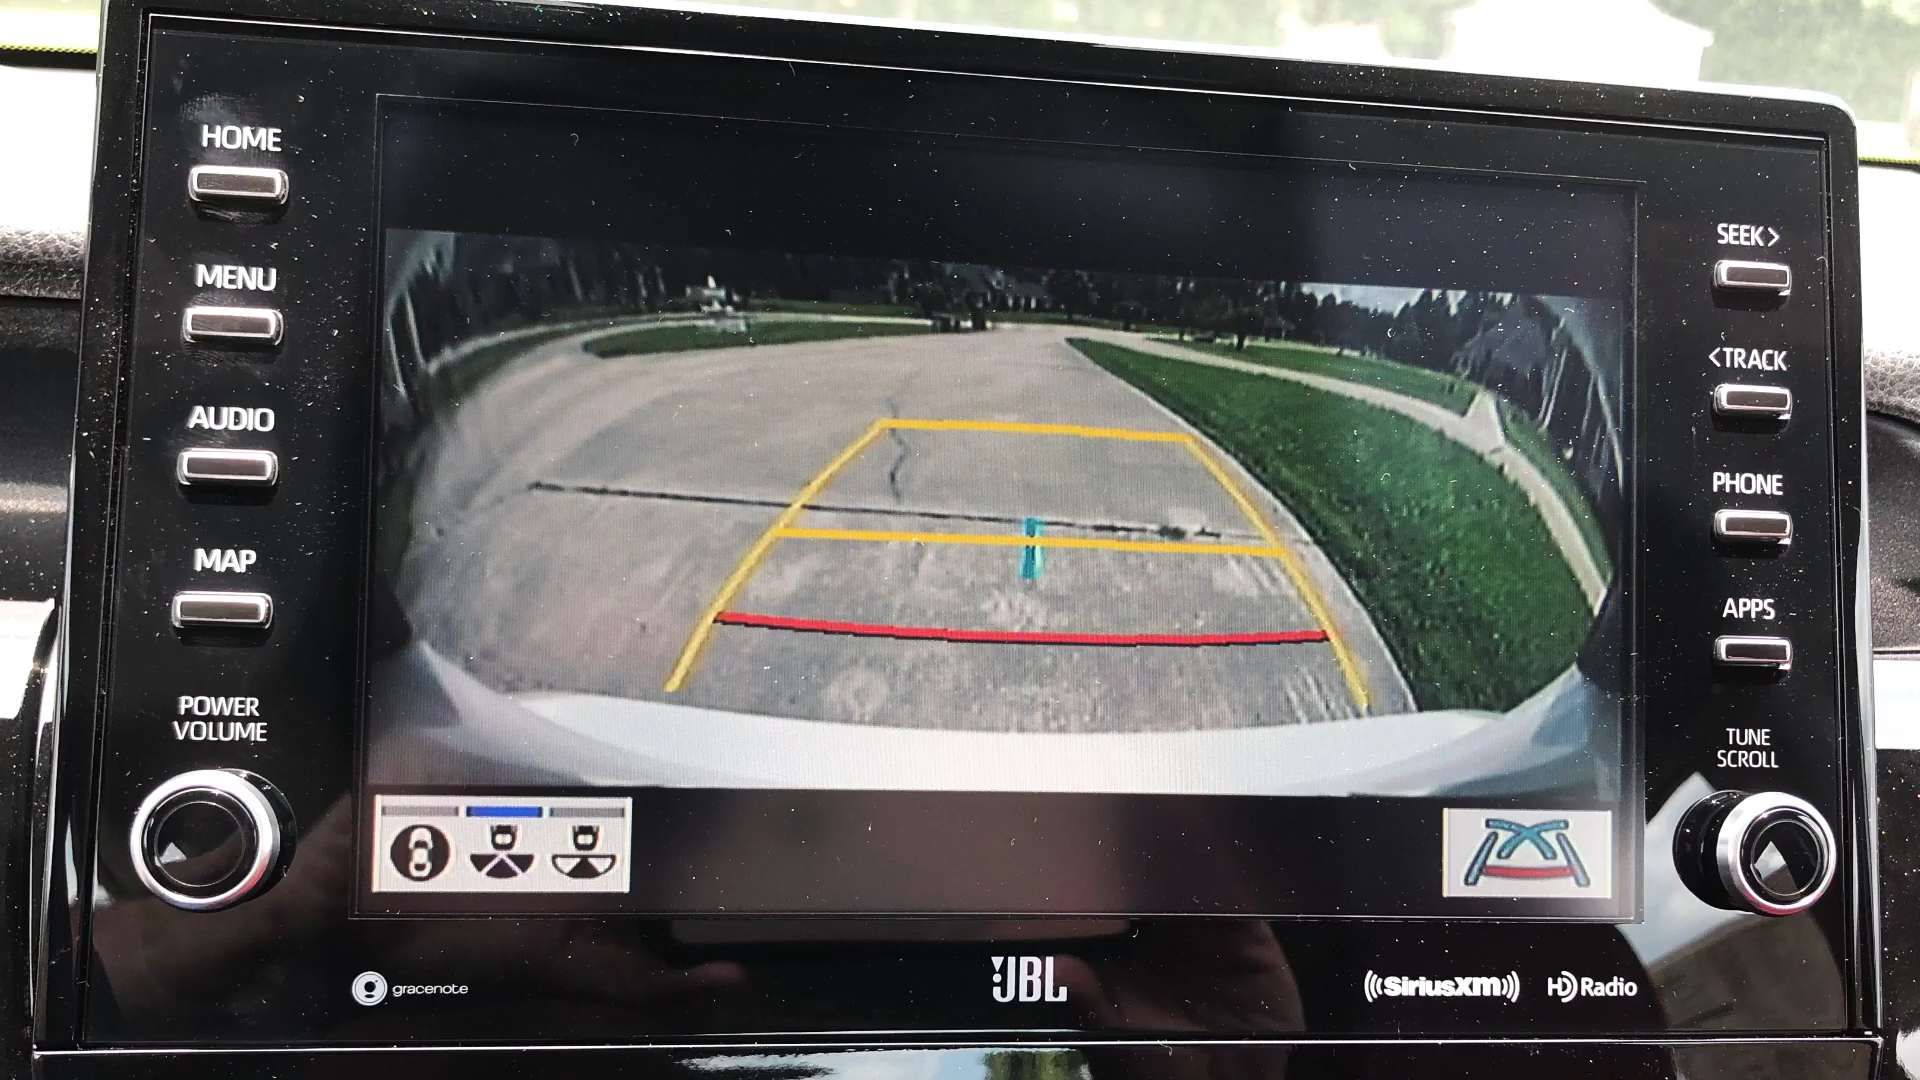 HOME
MENU
AUDIO
MAP
POWER
VOLUME
SEEK>
<TRACK
PHONE
APPS
TUNE
SCROLL
gracenote
JBL
SiriusXM
HD Radio